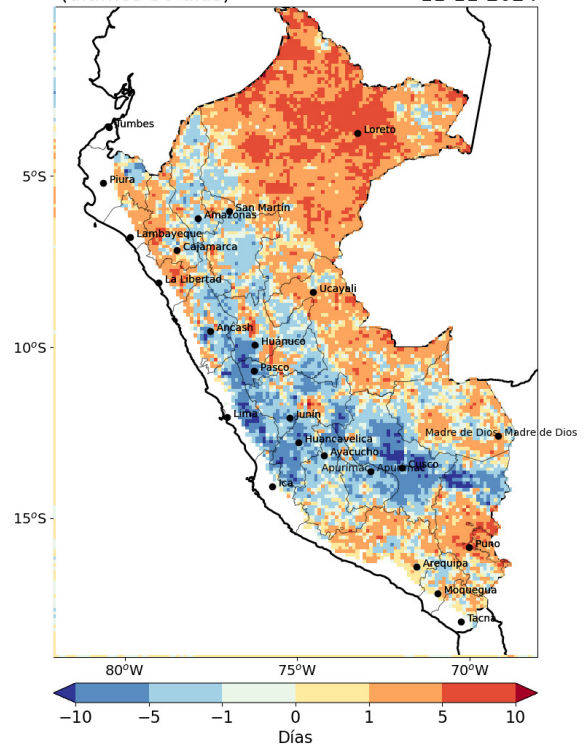 Tumbes
Loreto
Piura
San Martín
Amazonas
Lambayeque
Cajamarca
La Libertad
Ucayali
Ancash
Huánuco
Pasco
Lima
Junín
Madre de Dios Madre de Dios
Huancavelica
Ayacucho
Apurímac Apurímac Cusco
Ica
Puno
Arequipa
Moquegua
Tacna
5°S
10°S
15°S
80°W 75°W 70°W
−10 −5 −1 0 1 5 10
Días